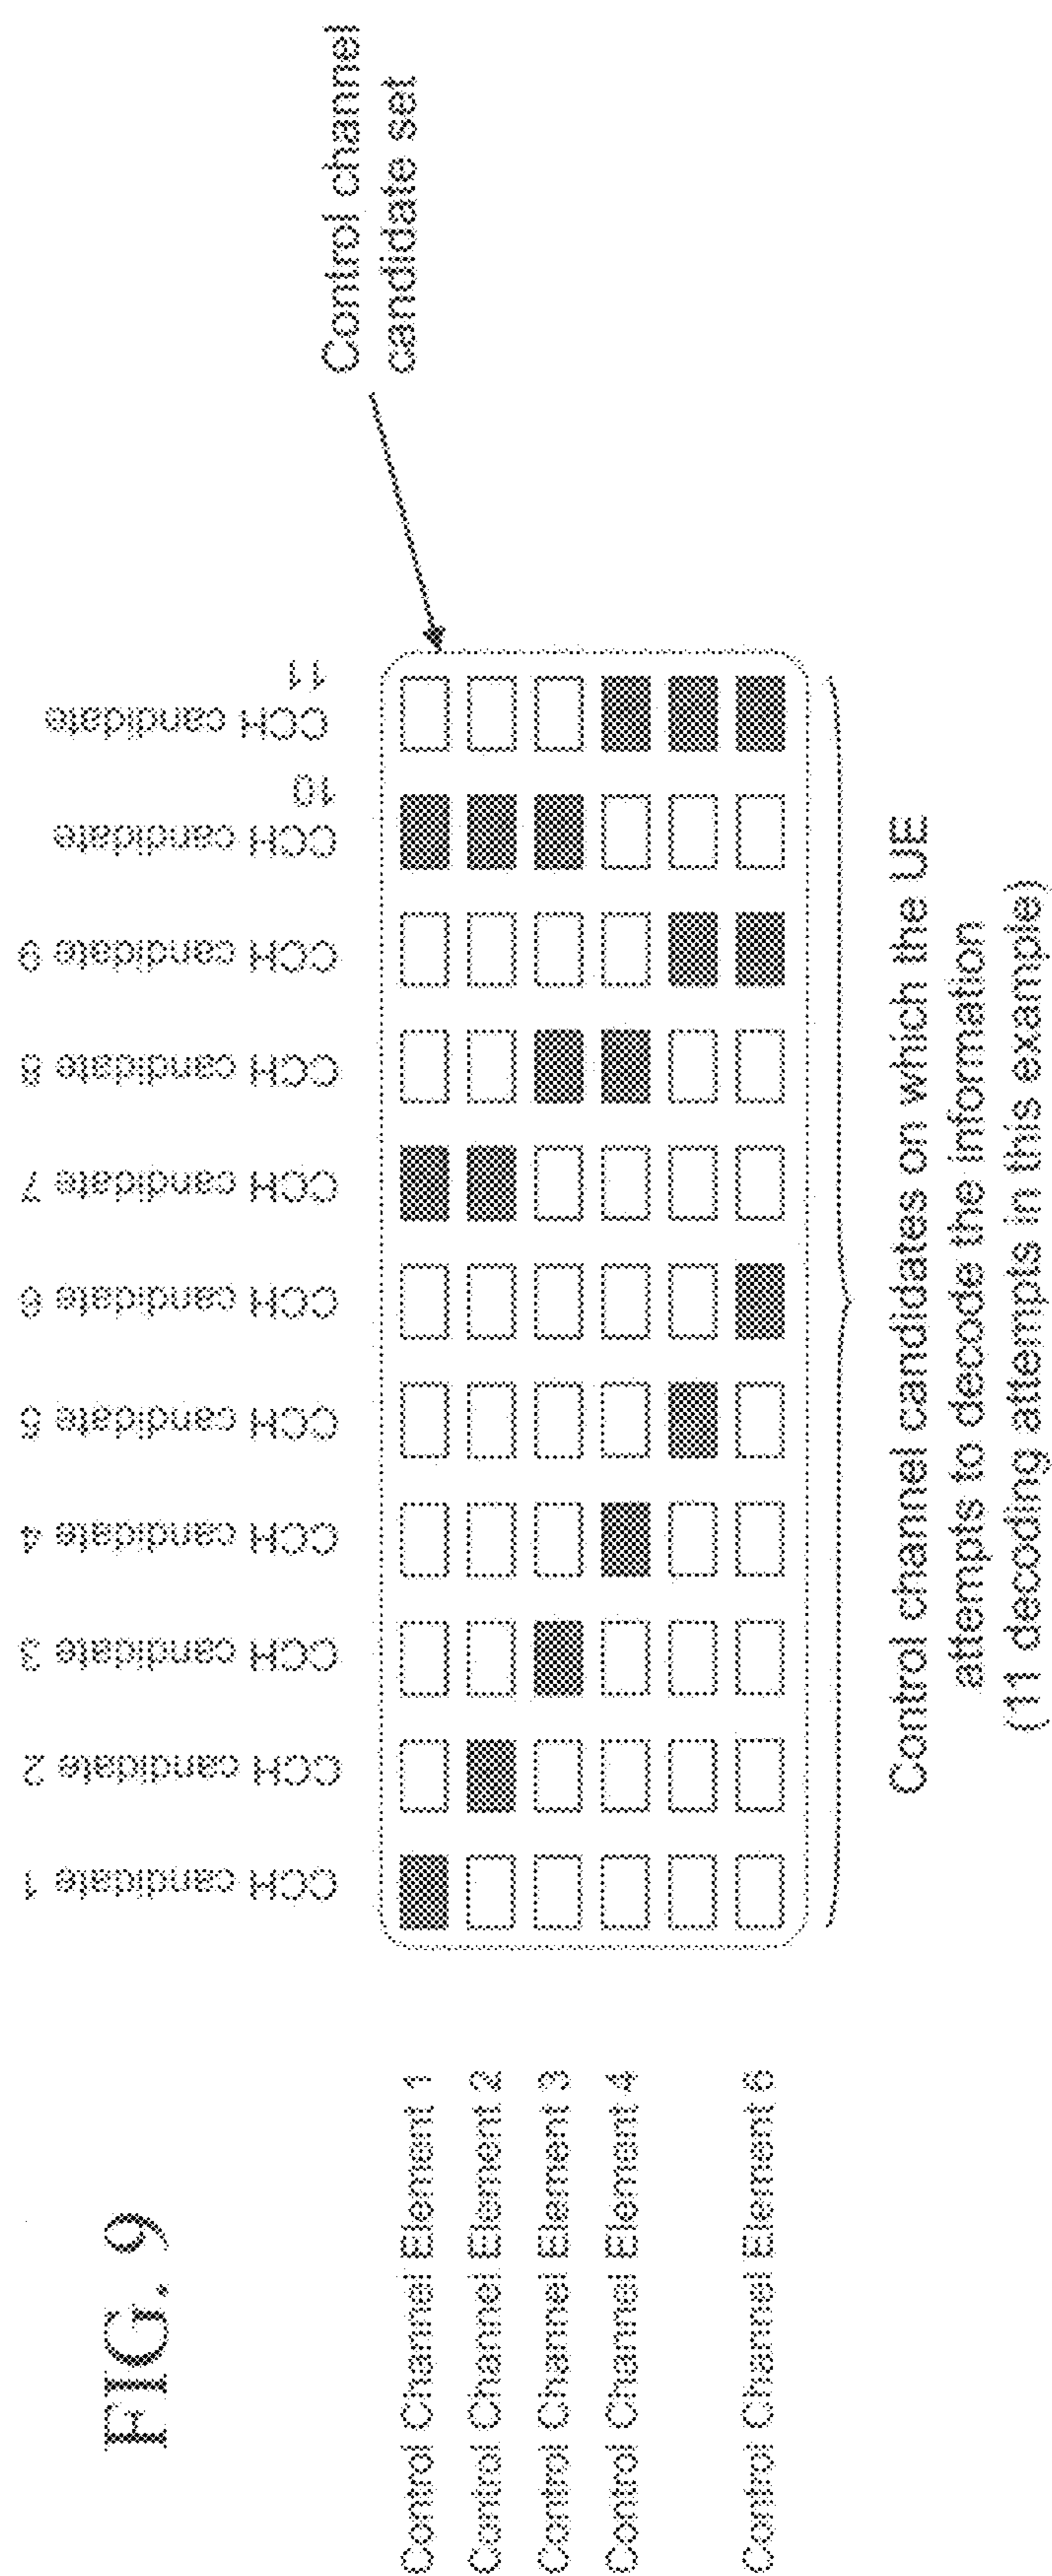 FIG. 9
CCH candidate 1
CCH candidate 2
CCH candidate 3
CCH candidate 4
CCH candidate 5
CCH candidate 6
CCH candidate 7
CCH candidate 8
CCH candidate 9
CCH candidate
10
CCH candidate
11
Control channel
candidate set
Control Channel Element 1
Control Channel Element 2
Control Channel Element 3
Control Channel Element 4
Control Channel Element 6
Control channel candidates on which the UE
attempts to decode the information
(11 decoding attempts in this example)